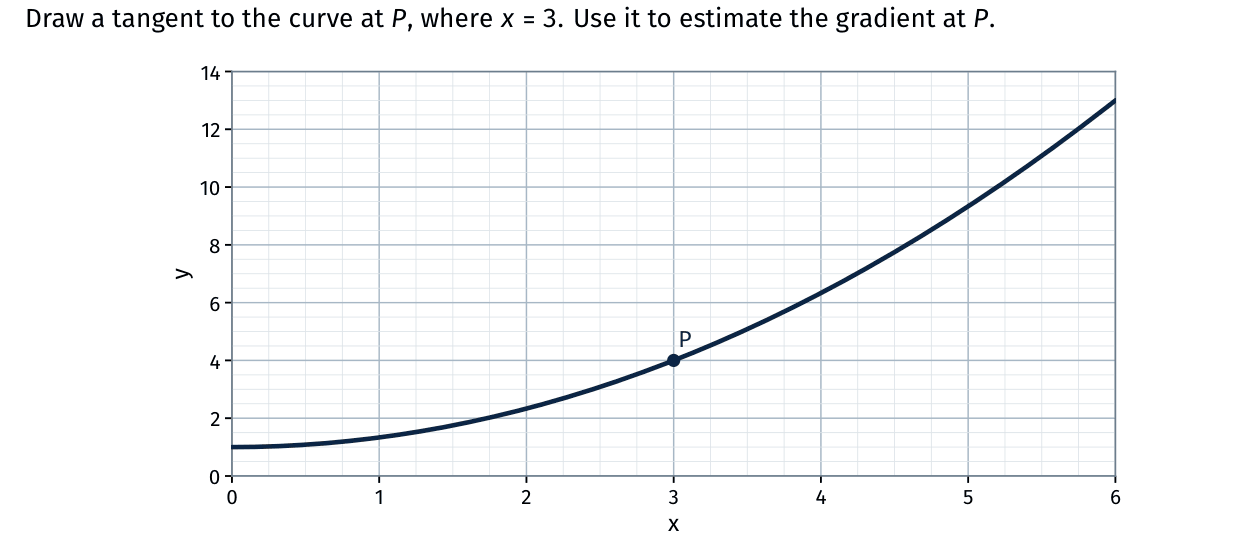 Draw a tangent to the curve at P, where x = 3. Use it to estimate the gradient at P.
14
12
10
8
y
6
P
4
2
0
0 1 2 3 4 5 6
x